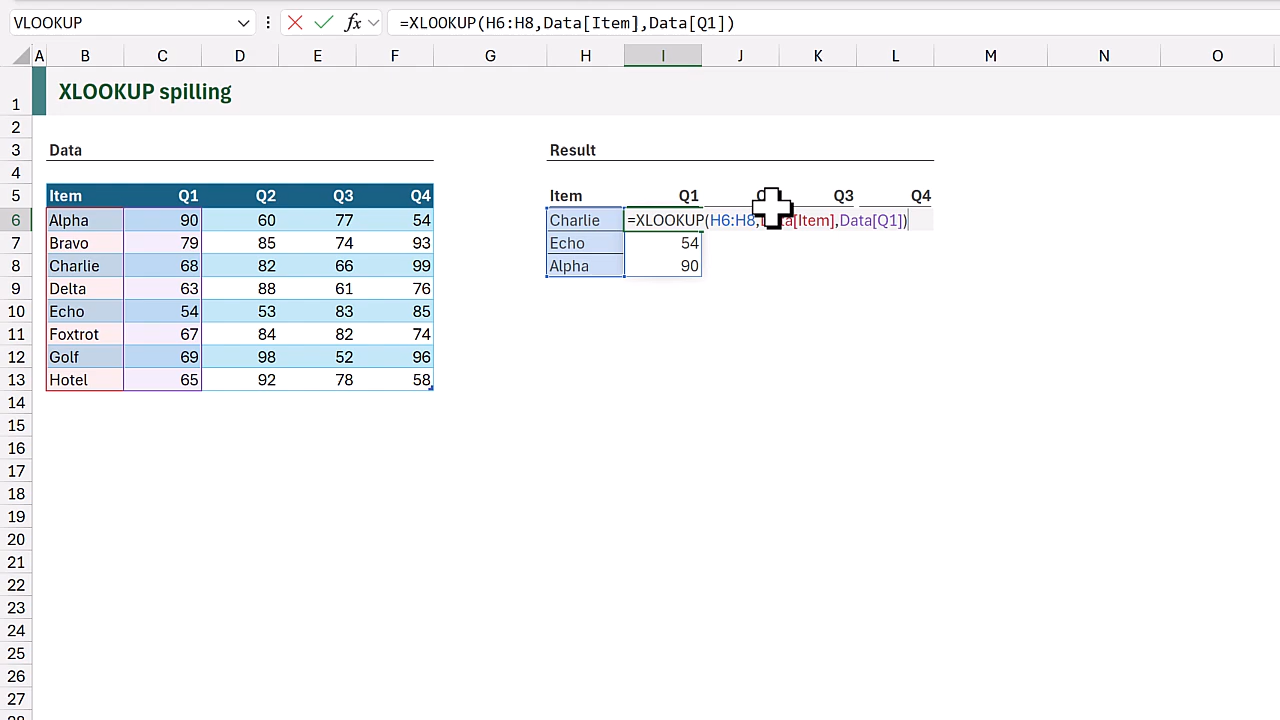 VLOOKUP =XLOOKUP(H6:H8,Data[Item],Data[Q1])
A B C D E F G H I J K L M N O
1 XLOOKUP spilling
2
3 Data Result
4
5 Item Q1 Q2 Q3 Q4 Item Q1 Q3 Q4
6 Alpha 90 60 77 54 Charlie =XLOOKUP(H6:H8,Data[Item],Data[Q1])
7 Bravo 79 85 74 93 Echo 54
8 Charlie 68 82 66 99 Alpha 90
9 Delta 63 88 61 76
10 Echo 54 53 83 85
11 Foxtrot 67 84 82 74
12 Golf 69 98 52 96
13 Hotel 65 92 78 58
14
15
16
17
18
19
20
21
22
23
24
25
26
27